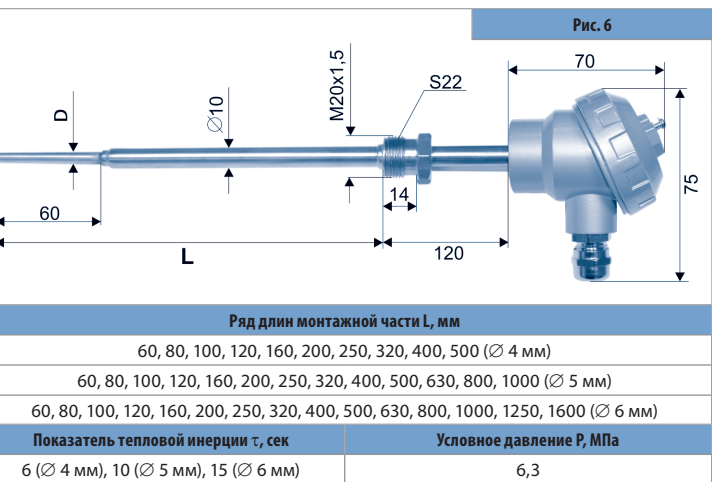 Рис. 6
70
M20x1,5
S22
D
∅10
75
14
60
L
120
Ряд длин монтажной части L, мм
60, 80, 100, 120, 160, 200, 250, 320, 400, 500 (∅ 4 мм)
60, 80, 100, 120, 160, 200, 250, 320, 400, 500, 630, 800, 1000 (∅ 5 мм)
60, 80, 100, 120, 160, 200, 250, 320, 400, 500, 630, 800, 1000, 1250, 1600 (∅ 6 мм)
Показатель тепловой инерции τ, сек
Условное давление Р, МПа
6 (∅ 4 мм), 10 (∅ 5 мм), 15 (∅ 6 мм)
6,3